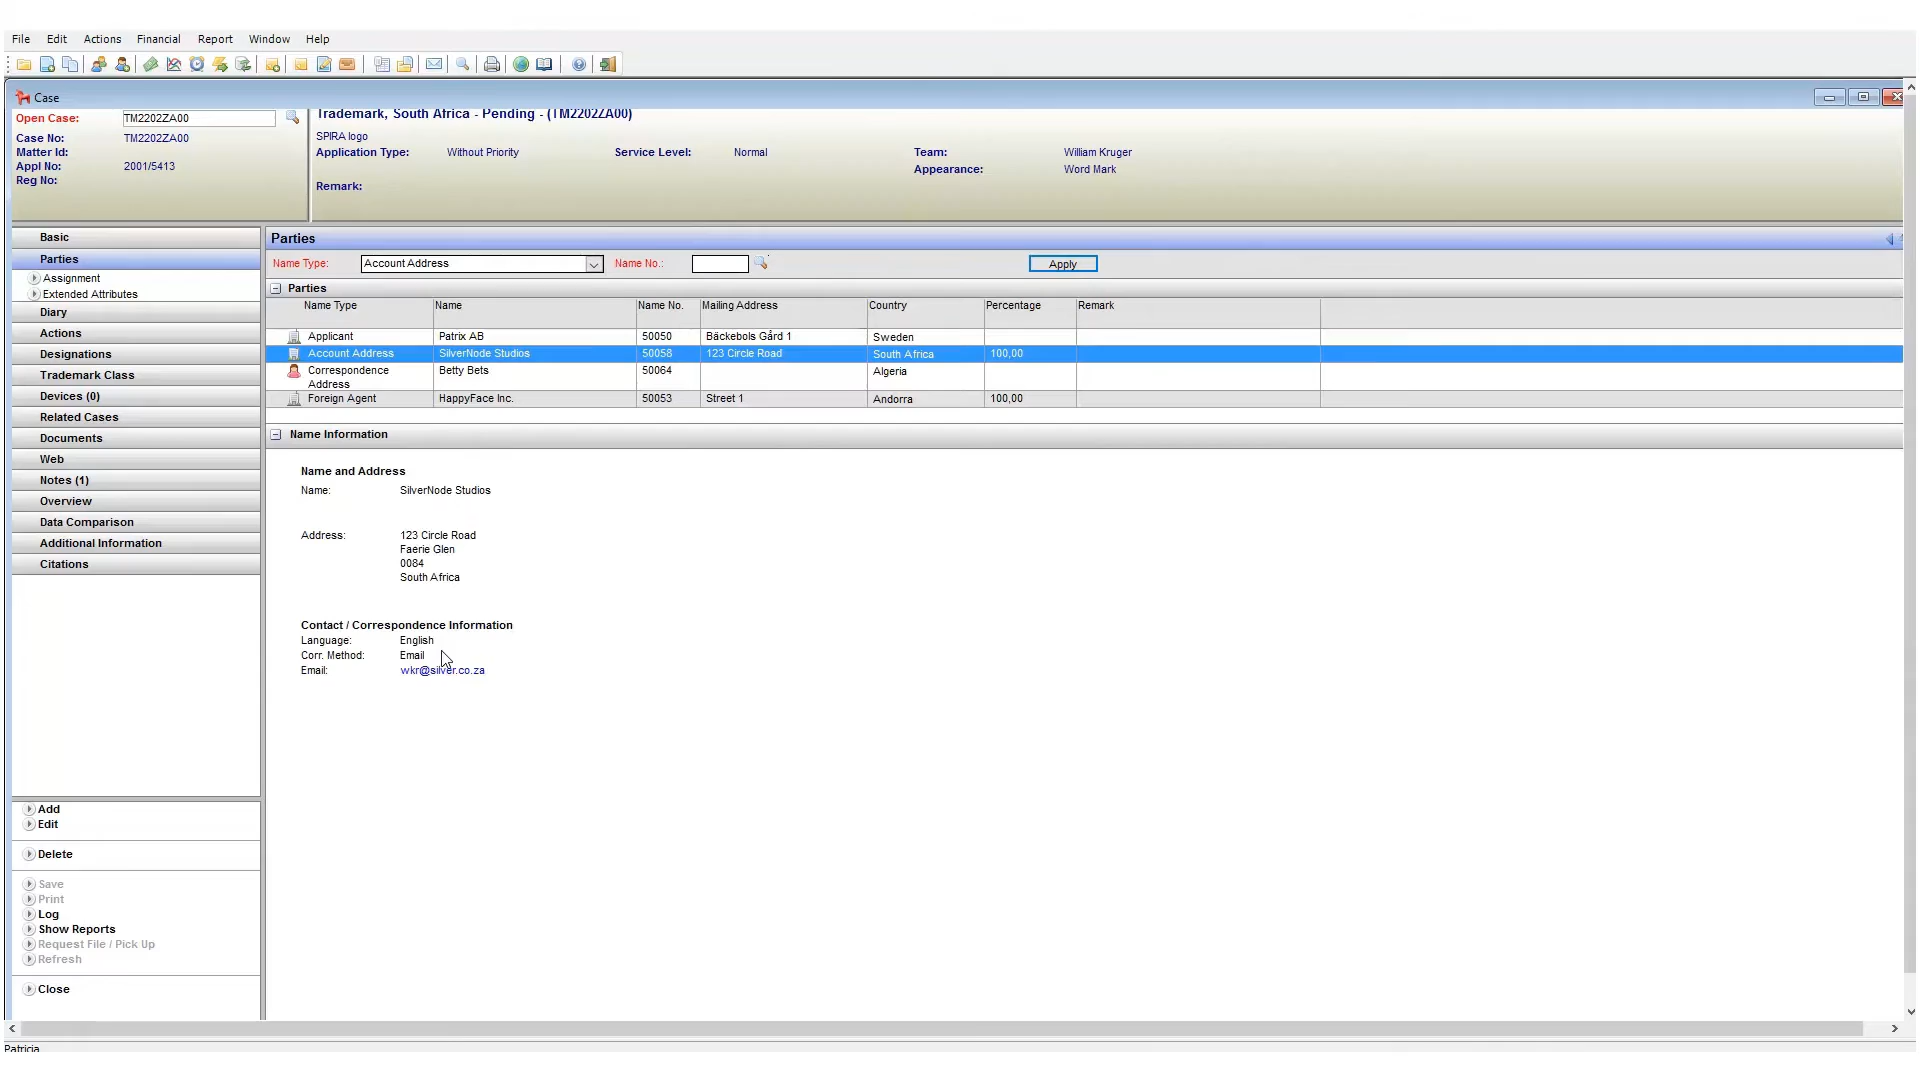 File Edit Actions Financial Report Window Help
Case
Open Case: TM2202ZA00
Case No: TM2202ZA00
Matter Id:
Appl No: 2001/5413
Reg No:
Trademark, South Africa - Pending - (TM2202ZA00)
SPIRA logo
Application Type: Without Priority Service Level: Normal Team: William Kruger
Appearance: Word Mark
Remark:
Basic
Parties
Assignment
Extended Attributes
Diary
Actions
Designations
Trademark Class
Devices (0)
Related Cases
Documents
Web
Notes (1)
Overview
Data Comparison
Additional Information
Citations
Add
Edit
Delete
Save
Print
Log
Show Reports
Request File / Pick Up
Refresh
Close
Parties
Name Type: Account Address Name No.: Apply
Parties
Name Type Name Name No. Mailing Address Country Percentage Remark
Applicant Patrix AB 50050 Bäckebols Gård 1 Sweden
Account Address SilverNode Studios 50058 123 Circle Road South Africa 100,00
Correspondence Betty Bets 50064 Algeria
Address
Foreign Agent HappyFace Inc. 50053 Street 1 Andorra 100,00
Name Information
Name and Address
Name: SilverNode Studios
Address: 123 Circle Road
Faerie Glen
0084
South Africa
Contact / Correspondence Information
Language: English
Corr. Method: Email
Email: wkr@silver.co.za
Patricia